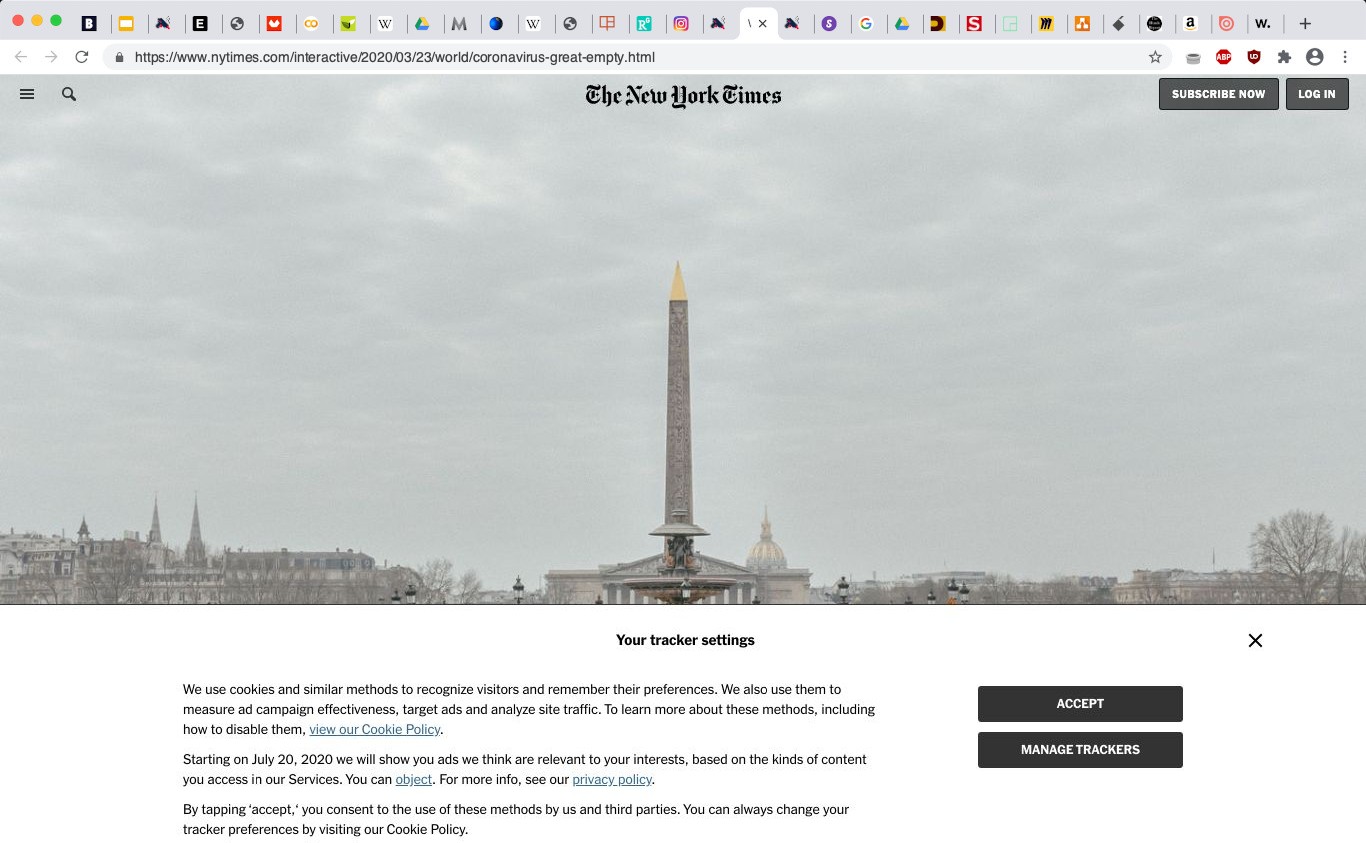 https://www.nytimes.com/interactive/2020/03/23/world/coronavirus-great-empty.html
The New York Times
SUBSCRIBE NOW
LOG IN
Your tracker settings
We use cookies and similar methods to recognize visitors and remember their preferences. We also use them to
measure ad campaign effectiveness, target ads and analyze site traffic. To learn more about these methods, including
how to disable them, view our Cookie Policy.
Starting on July 20, 2020 we will show you ads we think are relevant to your interests, based on the kinds of content
you access in our Services. You can object. For more info, see our privacy policy.
By tapping ‘accept,‘ you consent to the use of these methods by us and third parties. You can always change your
tracker preferences by visiting our Cookie Policy.
ACCEPT
MANAGE TRACKERS